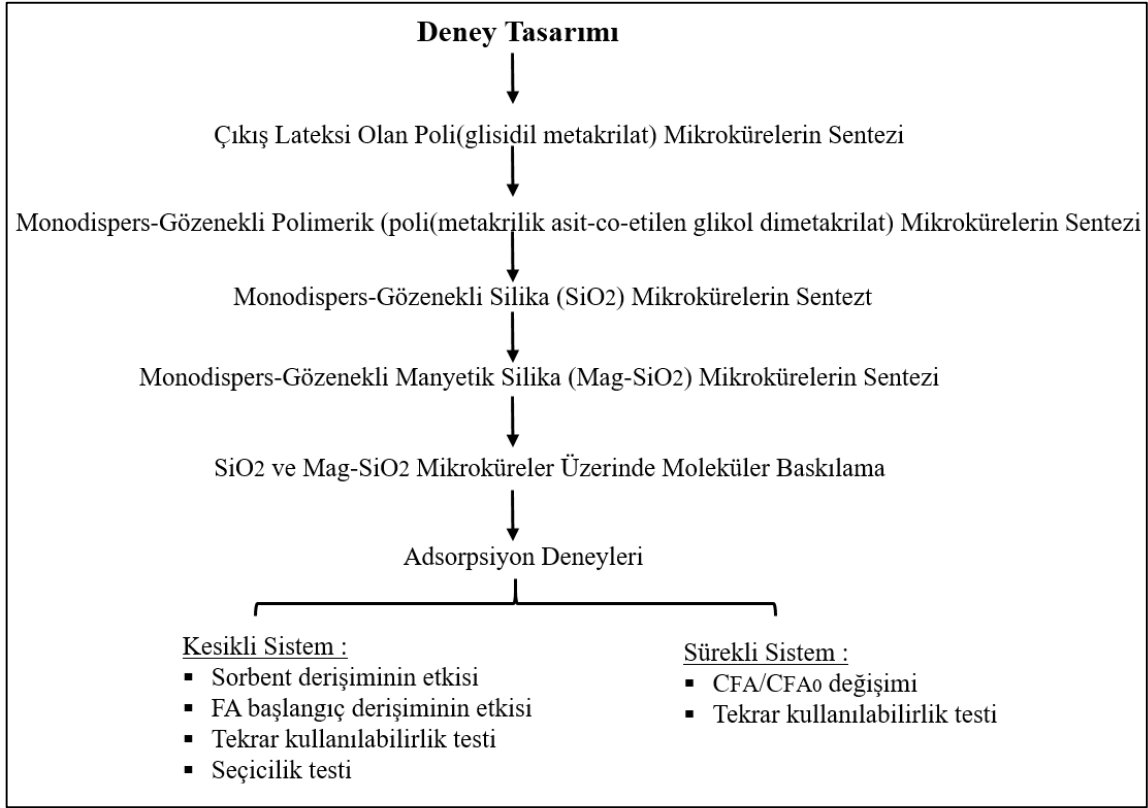 Deney Tasarımı
Çıkış Lateksi Olan Poli(glisidil metakrilat) Mikrokürelerin Sentezi
Monodispers-Gözenekli Polimerik (poli(metakrilik asit-co-etilen glikol dimetakrilat) Mikrokürelerin Sentezi
Monodispers-Gözenekli Silika (SiO2) Mikrokürelerin Sentezt
Monodispers-Gözenekli Manyetik Silika (Mag-SiO2) Mikrokürelerin Sentezi
SiO2 ve Mag-SiO2 Mikroküreler Üzerinde Moleküler Baskılama
Adsorpsiyon Deneyleri
Kesikli Sistem :
▪ Sorbent derişiminin etkisi
▪ FA başlangıç derişiminin etkisi
▪ Tekrar kullanılabilirlik testi
▪ Seçicilik testi
Sürekli Sistem :
▪ CFA/CFA0 değişimi
▪ Tekrar kullanılabilirlik testi